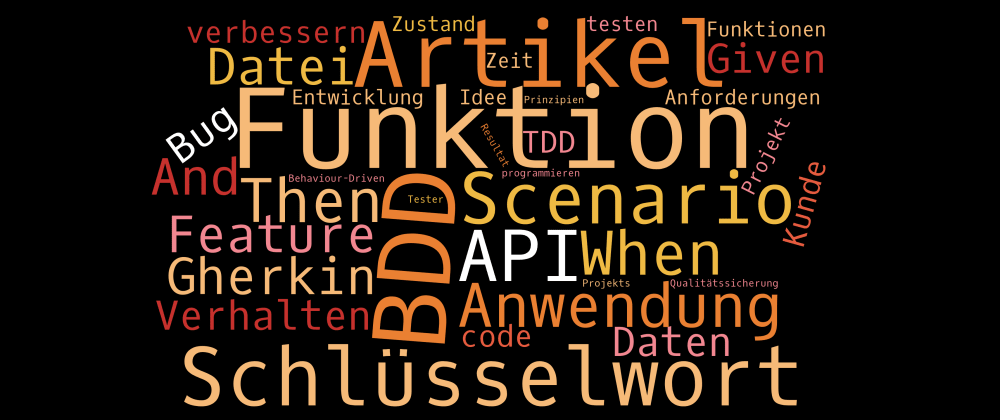 verbessern
Zustand
testen
Artikel
Funktionen
Datei
Zeit
Given
Entwicklung
Idee
Prinzipien
Anforderungen
Funktion
Bug
Resultat
TDD
Projekt
And
Behaviour-Driven
programmieren
Then
Tester
Scenario
Kunde
Feature
BDD
API
When
Gherkin
Projekts
Qualitätssicherung
Verhalten
Anwendung
code
Daten
Schlüsselwort